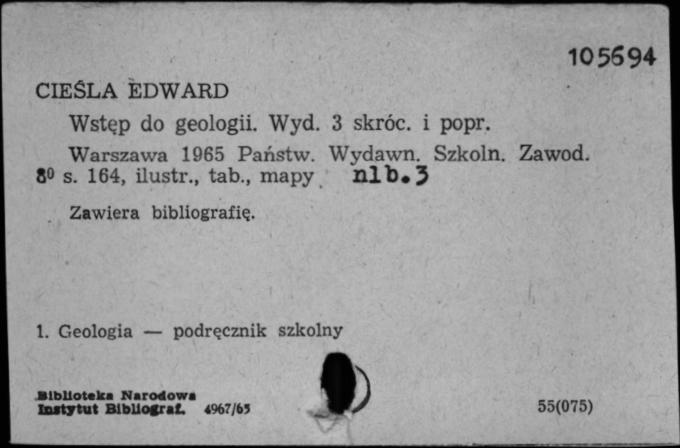 105694
CIEŚLA EDWARD
Wstęp do geologii. Wyd. 3 skróc. i popr.
Warszawa 1965 Państw. Wydawn. Szkoln. Zawod.
8⁰ s. 164, ilustr., tab., mapy nlb.3
Zawiera bibliografię.
1. Geologia — podręcznik szkolny
Biblioteka Narodowa
Instytut Bibliograf. 4967/65 55(075)